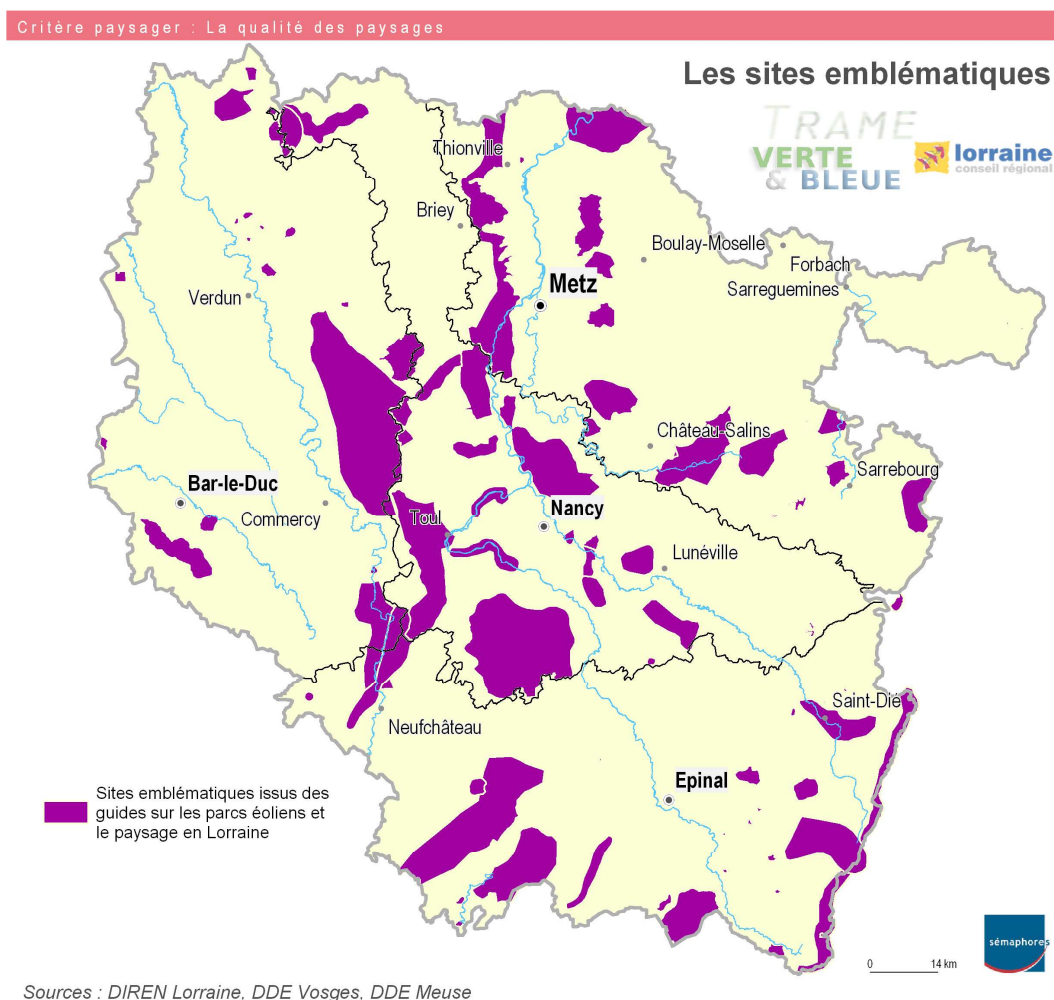 Critère paysager : La qualité des paysages
Les sites emblématiques
TRAME
VERTE
& BLEUE
lorraine
conseil régional
Thionville
Briey
Boulay-Moselle
Forbach
Sarreguemines
Metz
Verdun
Château-Salins
Sarrebourg
Bar-le-Duc
Commercy
Toul
Nancy
Lunéville
Saint-Dié
Neufchâteau
Epinal
Sites emblématiques issus des
guides sur les parcs éoliens et
le paysage en Lorraine
sémaphores
0 14 km
Sources : DIREN Lorraine, DDE Vosges, DDE Meuse